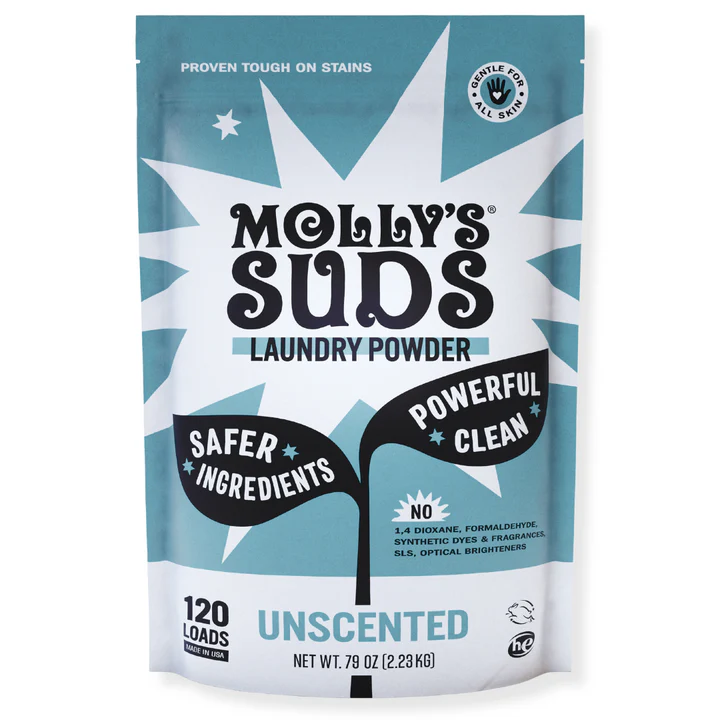 PROVEN TOUGH ON STAINS
GENTLE FOR
ALL SKIN
MOLLY'S®
SUDS
LAUNDRY POWDER
SAFER
INGREDIENTS
POWERFUL
CLEAN
NO
1,4 DIOXANE, FORMALDEHYDE,
SYNTHETIC DYES & FRAGRANCES,
SLS, OPTICAL BRIGHTENERS
120
LOADS
MADE IN USA
UNSCENTED
NET WT. 79 OZ (2.23 KG)
he